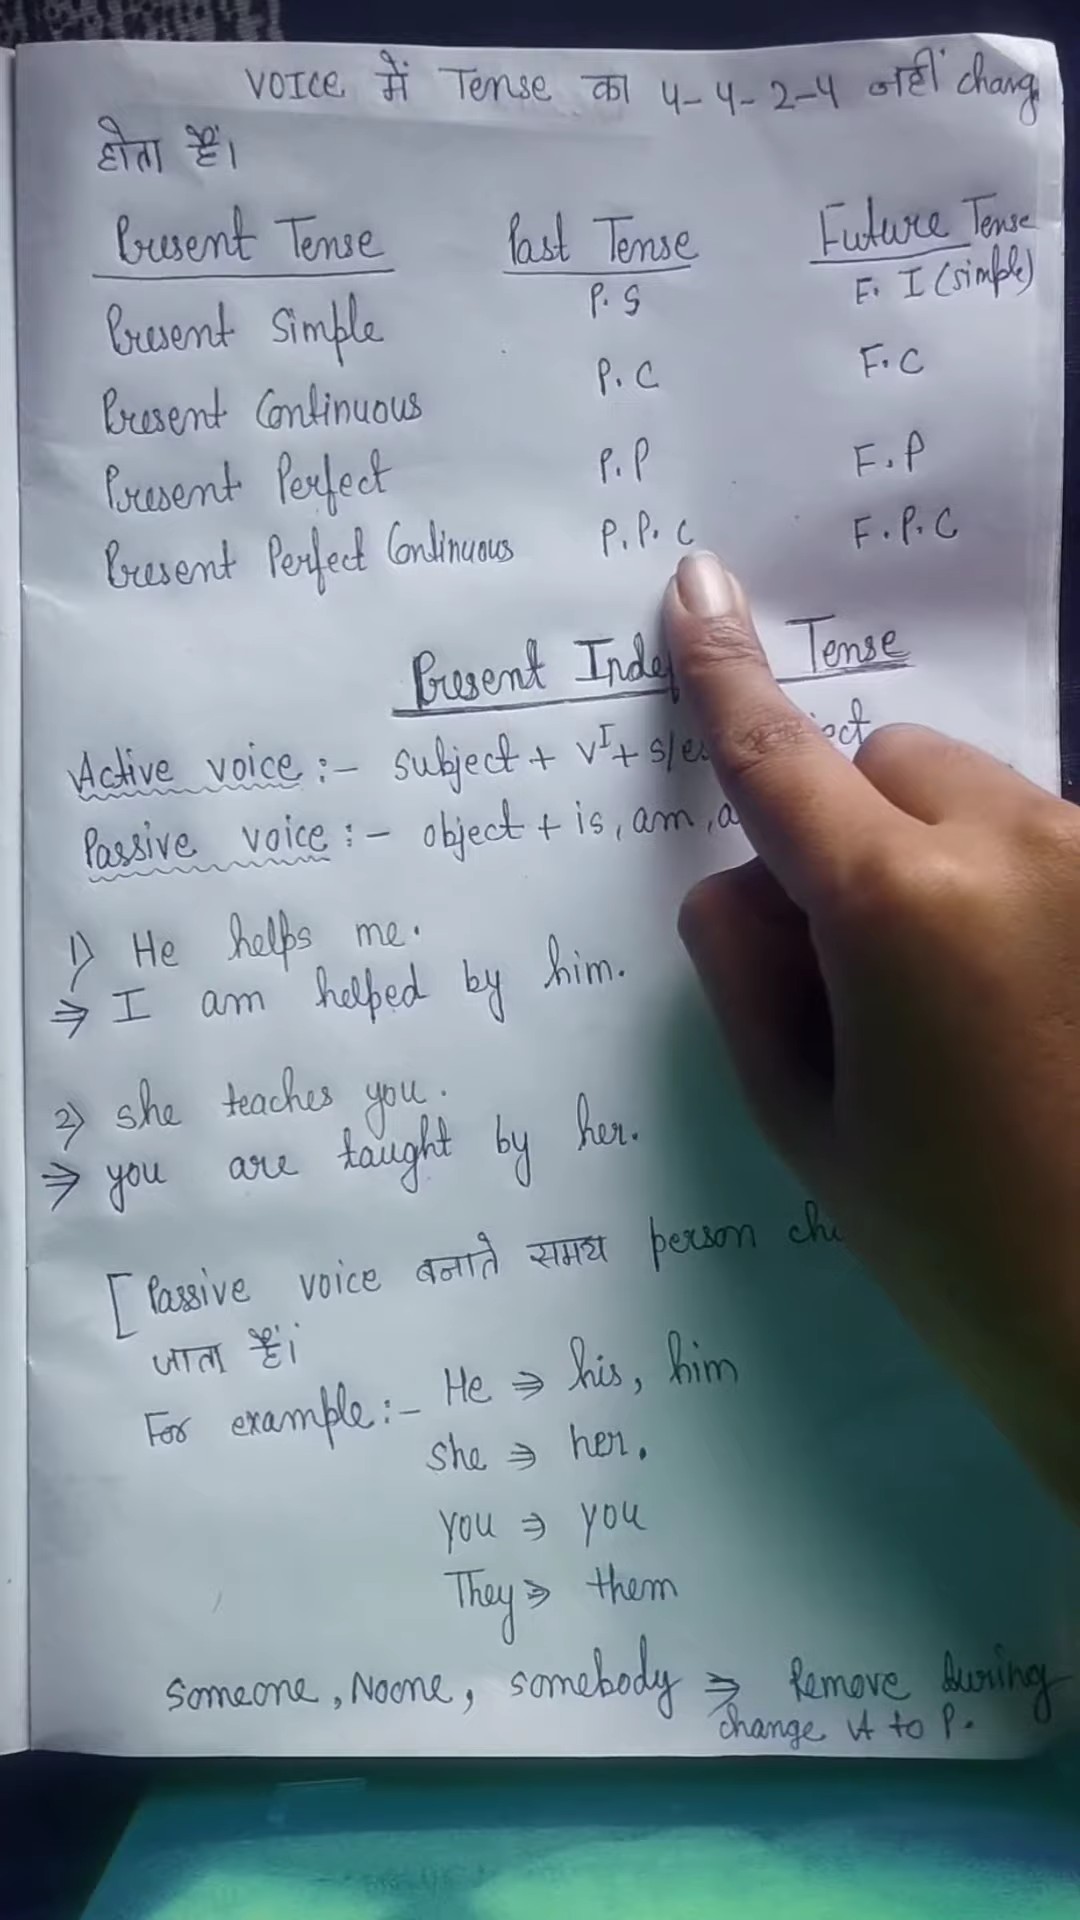 VOICE में Tense का 4-4-2-4 नहीं chang
होता हैं।
Present Tense Past Tense Future Tense
Present Simple P.S F. I (simple)
Present Continuous P. C F. C
Present Perfect P. P F. P
Present Perfect Continuous P. P. C F. P. C
Present Tense
Active voice :- subject + V^I + s/es
Passive voice :- object + is, am,
1) He helps me.
⇒ I am helped by him.
2) she teaches you.
⇒ you are taught by her.
[Passive voice बनाते समय person
जाता हैं।
For example :- He ⇒ his, him
she ⇒ her.
you ⇒ you
They ⇒ them
someone, Noone, somebody ⇒ Remove during
change A to P.